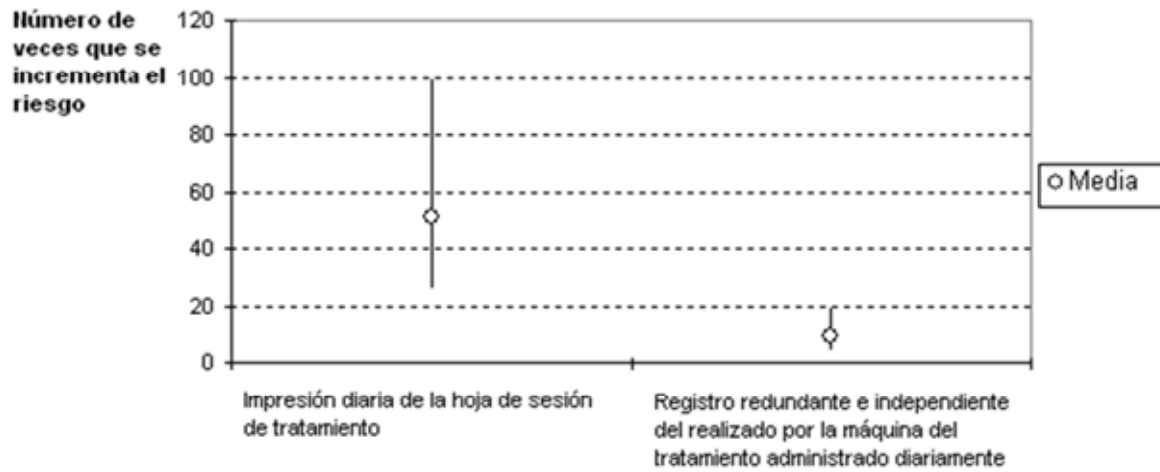 Número de
veces que se
incrementa el
riesgo
120
100
80
60
40
20
0
Media
Impresión diaria de la hoja de sesión
de tratamiento
Registro redundante e independiente
del realizado por la máquina del
tratamiento administrado diariamente